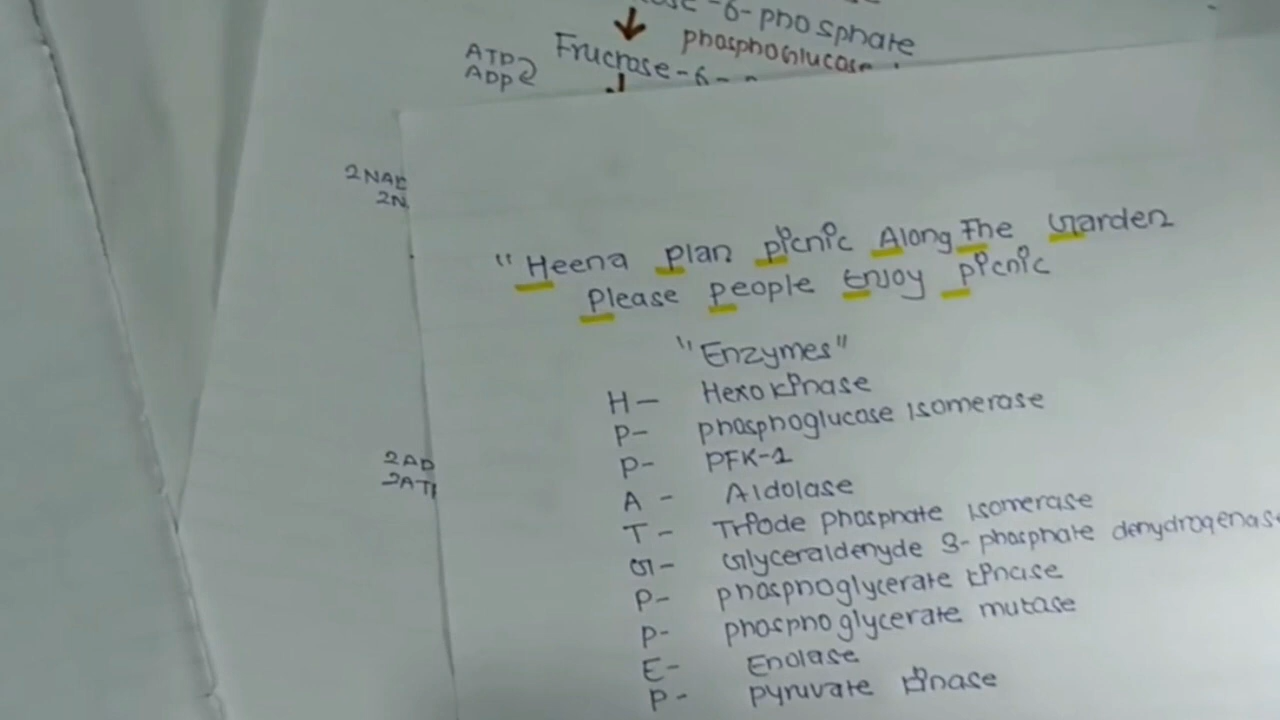 -6-phosphate
phosphoglucose
ATP
ADP
Fructose-6-
2NAD
2N
"Heena plan picnic Along The Garden
please people Enjoy picnic
"Enzymes"
H - Hexokinase
P- phosphoglucose Isomerase
P- PFK-1
A - Aldolase
T - Triode phosphate isomerase
G- Glyceraldehyde 3-phosphate dehydrogenase
P- phosphoglycerate kinase
P- phosphoglycerate mutase
E- Enolase
P- pyruvate kinase
2AD
2AT